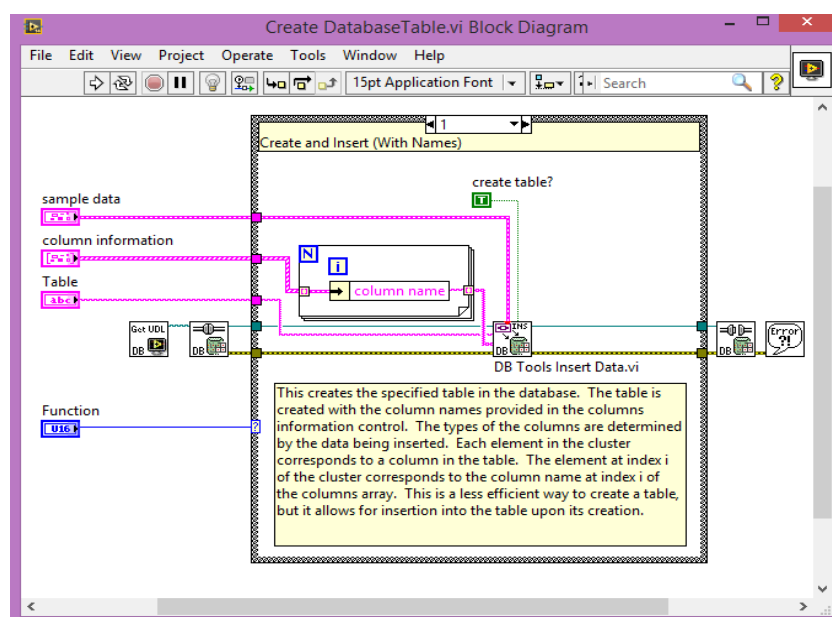 Create DatabaseTable.vi Block Diagram
File Edit View Project Operate Tools Window Help
15pt Application Font
Search
1
Create and Insert (With Names)
create table?
T
sample data
column information
N
i
column name
Table
abc
Get UDL
DB
DB
INS
DB
DB
Error
?!
DB Tools Insert Data.vi
Function
U16
?
This creates the specified table in the database. The table is
created with the column names provided in the columns
information control. The types of the columns are determined
by the data being inserted. Each element in the cluster
corresponds to a column in the table. The element at index i
of the cluster corresponds to the column name at index i of
the columns array. This is a less efficient way to create a table,
but it allows for insertion into the table upon its creation.